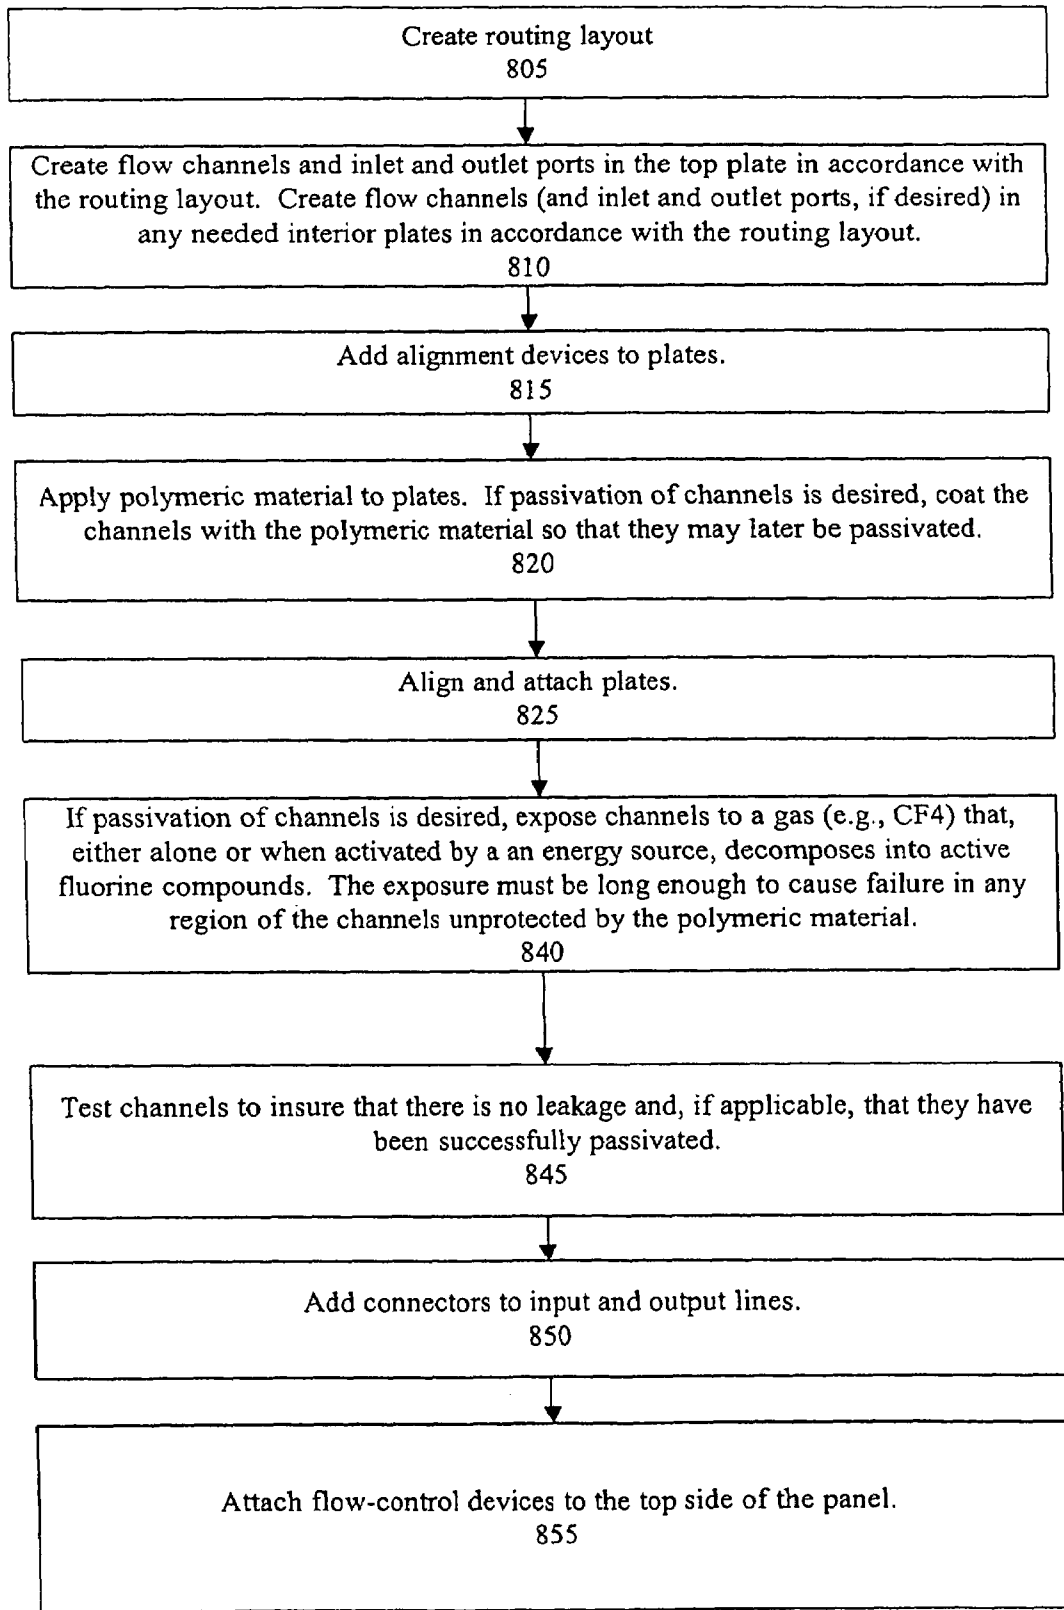 Create routing layout
805
Create flow channels and inlet and outlet ports in the top plate in accordance with
the routing layout.  Create flow channels (and inlet and outlet ports, if desired) in
any needed interior plates in accordance with the routing layout.
810
Add alignment devices to plates.
815
Apply polymeric material to plates.  If passivation of channels is desired, coat the
channels with the polymeric material so that they may later be passivated.
820
Align and attach plates.
825
If passivation of channels is desired, expose channels to a gas (e.g., CF4) that,
either alone or when activated by a an energy source, decomposes into active
fluorine compounds.  The exposure must be long enough to cause failure in any
region of the channels unprotected by the polymeric material.
840
Test channels to insure that there is no leakage and, if applicable, that they have
been successfully passivated.
845
Add connectors to input and output lines.
850
Attach flow-control devices to the top side of the panel.
855